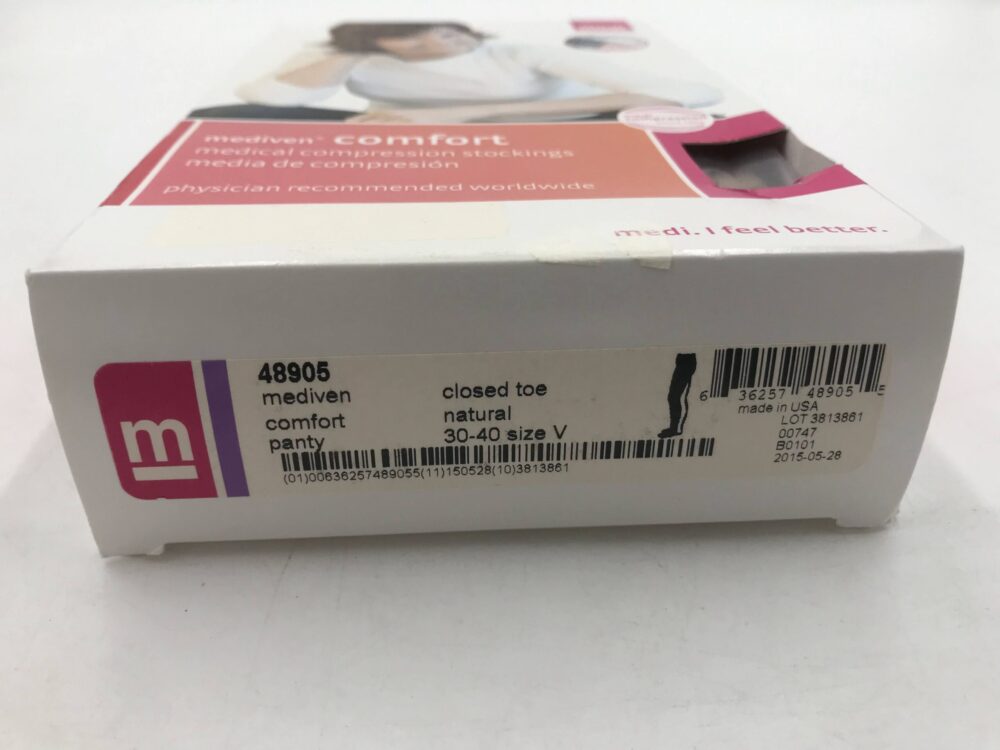 mediven® comfort
medical compression stockings
media de compresión
physician recommended worldwide
medi. I feel better.
m
48905
mediven
comfort
panty
closed toe
natural
30-40 size V
(01)00636257489055(11)150528(10)3813861
6 36257 48905 5
made in USA
LOT 3813861
00747
B0101
2015-05-28